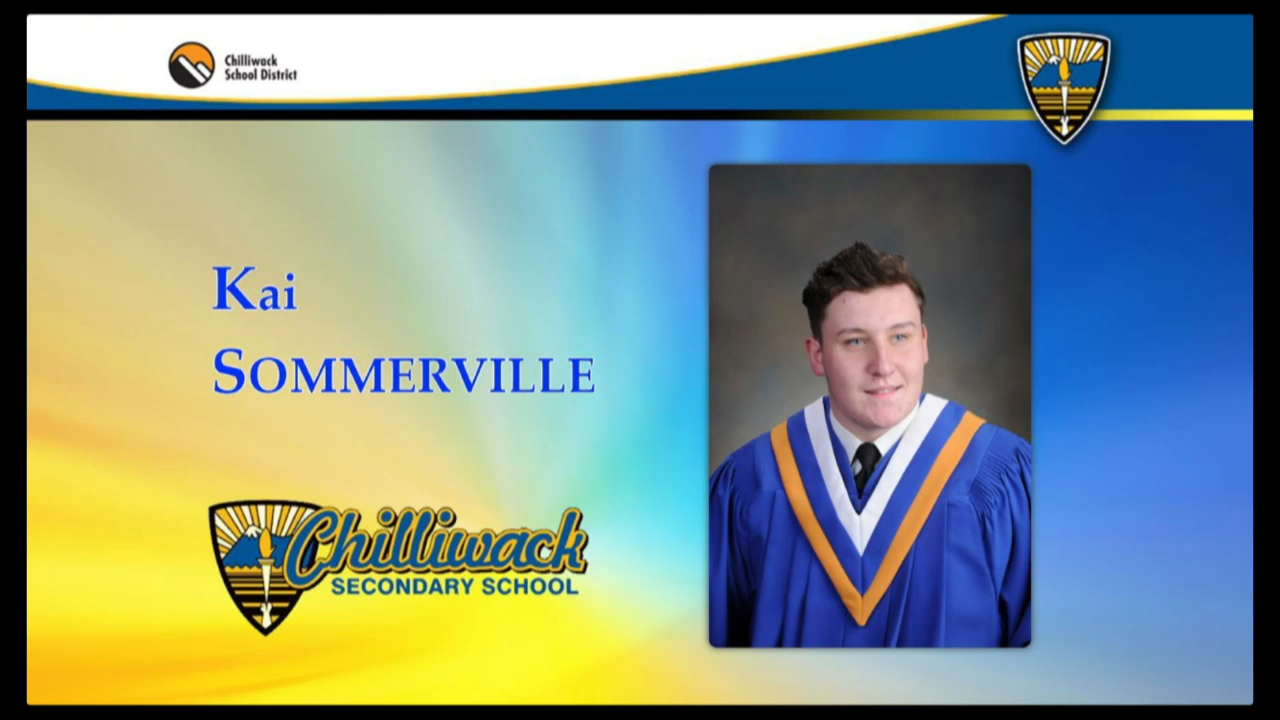 Chilliwack
School District
Kai
SOMMERVILLE
Chilliwack
SECONDARY SCHOOL